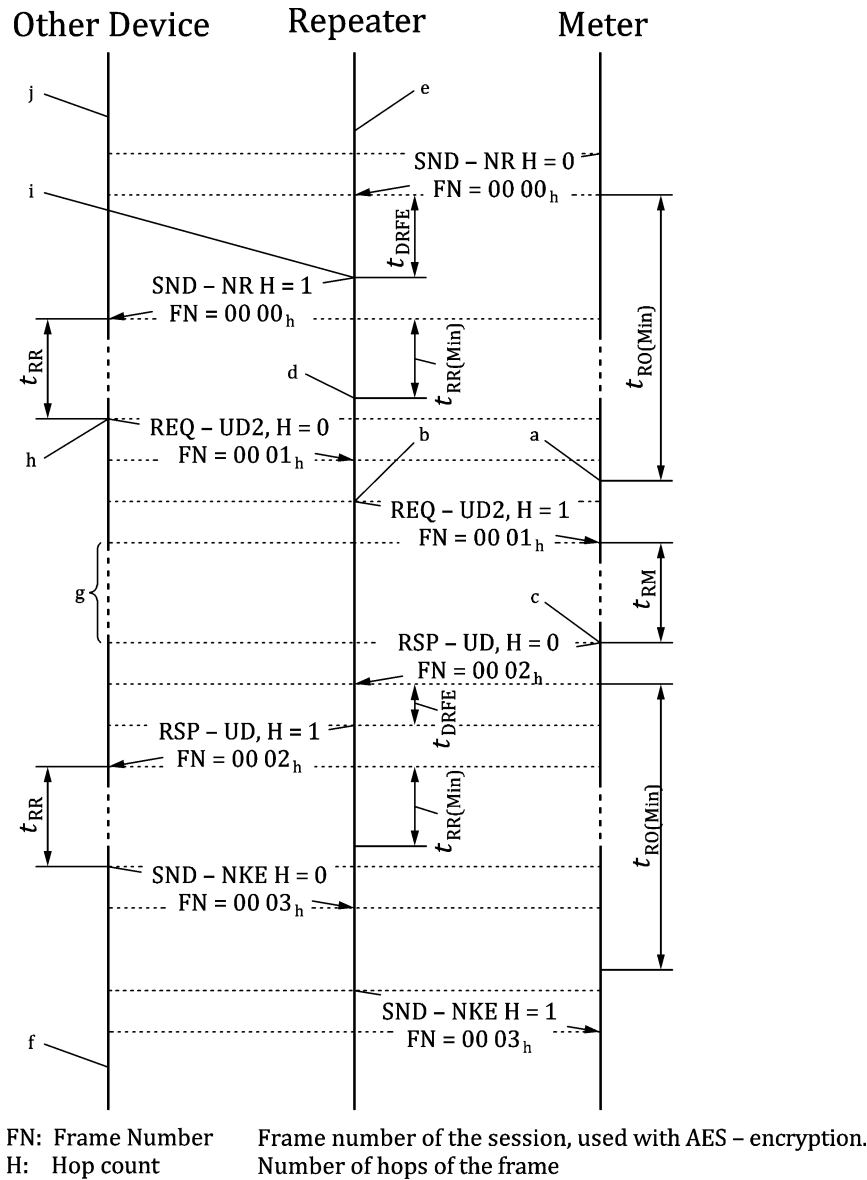 Other Device Repeater Meter
j
e
SND – NR H = 0
FN = 00 00h
i
tDRFE
SND – NR H = 1
FN = 00 00h
tRR
tRR(Min)
tRO(Min)
d
REQ – UD2, H = 0
FN = 00 01h
h
b
a
REQ – UD2, H = 1
FN = 00 01h
g
tRM
c
RSP – UD, H = 0
FN = 00 02h
tDRFE
RSP – UD, H = 1
FN = 00 02h
tRR
tRR(Min)
tRO(Min)
SND – NKE H = 0
FN = 00 03h
SND – NKE H = 1
FN = 00 03h
f
FN: Frame Number Frame number of the session, used with AES – encryption.
H: Hop count Number of hops of the frame